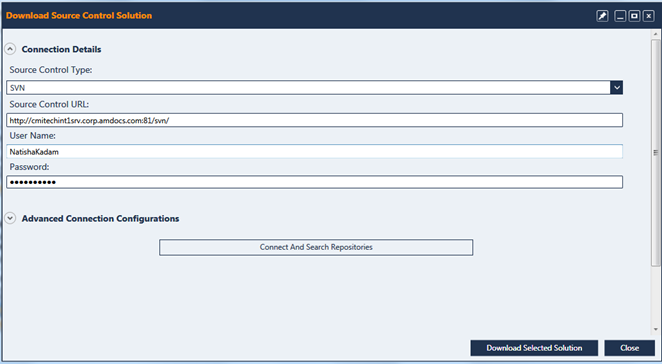 Download Source Control Solution
Connection Details
Source Control Type:
SVN
Source Control URL:
http://cmitechint1srv.corp.amdocs.com:81/svn/
User Name:
NatishaKadam
Password:
●●●●●●●●●●
Advanced Connection Configurations
Connect And Search Repositories
Download Selected Solution Close